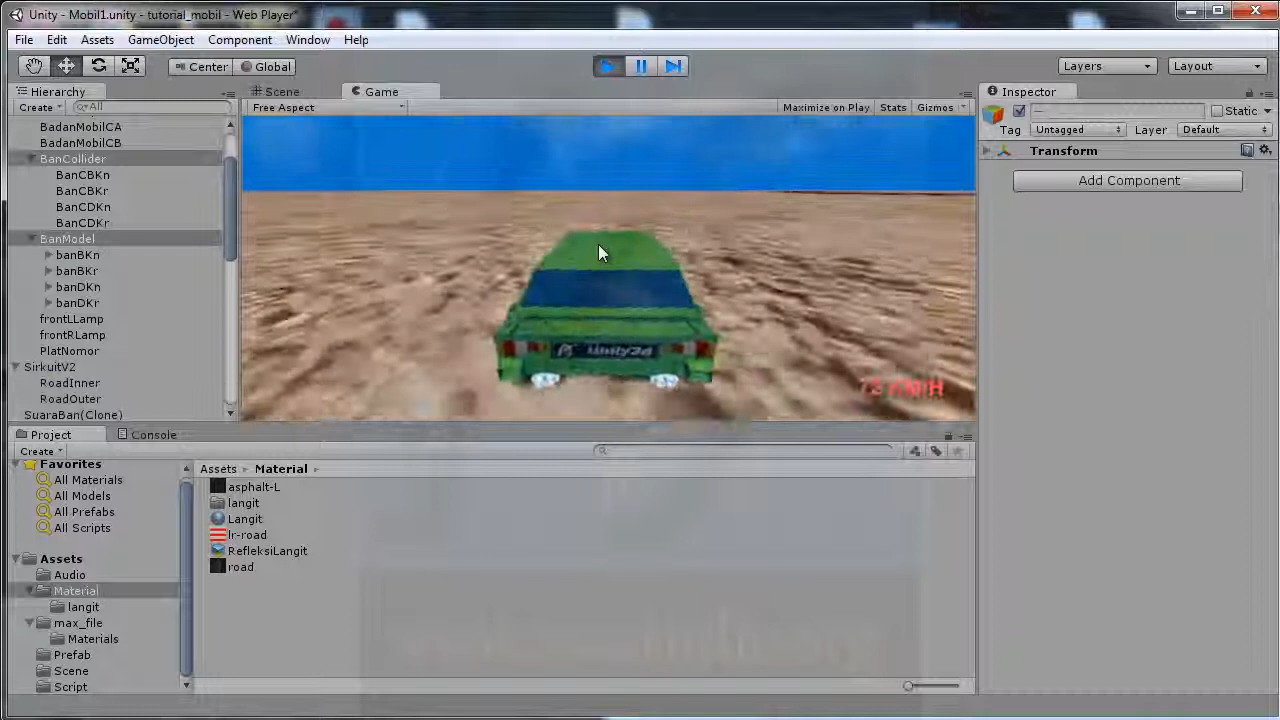 Unity - Mobil1.unity - tutorial_mobil - Web Player*
File Edit Assets GameObject Component Window Help
Center Global Layers Layout
Hierarchy Scene Game Inspector
Create All Free Aspect Maximize on Play Stats Gizmos Static
Tag Untagged Layer Default
BadanMobilCA
BadanMobilCB
BanCollider Transform
BanCBKn Add Component
BanCBKr
BanCDKn
BanCDKr
BanModel
banBKn
banBKr
banDKn
banDKr
frontLLamp
frontRLamp
PlatNomor
Unity3d
SirkuitV2
RoadInner
RoadOuter
73 KM/H
SuaraBan(Clone)
Project Console
Create
Favorites Assets Material
All Materials
All Models
All Prefabs
All Scripts
asphalt-L
langit
Langit
lr-road
RefleksiLangit
road
Assets
Audio
Material
langit
max_file
Materials
Prefab
Scene
Script